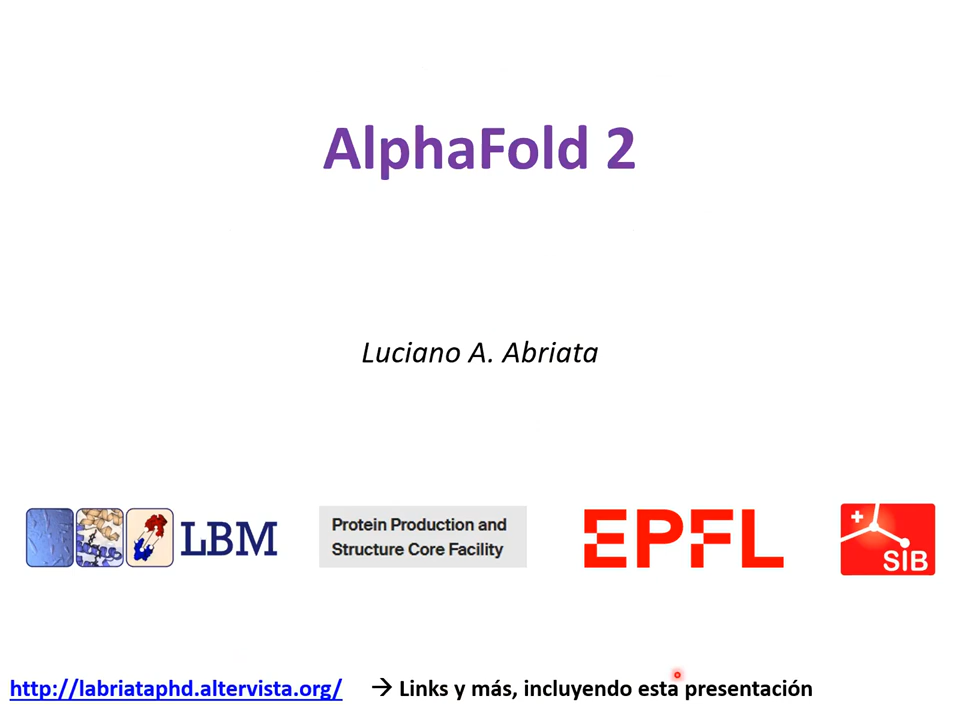 AlphaFold 2
Luciano A. Abriata
LBM
Protein Production and
Structure Core Facility
EPFL
SIB
http://labriataphd.altervista.org/ → Links y más, incluyendo esta presentación